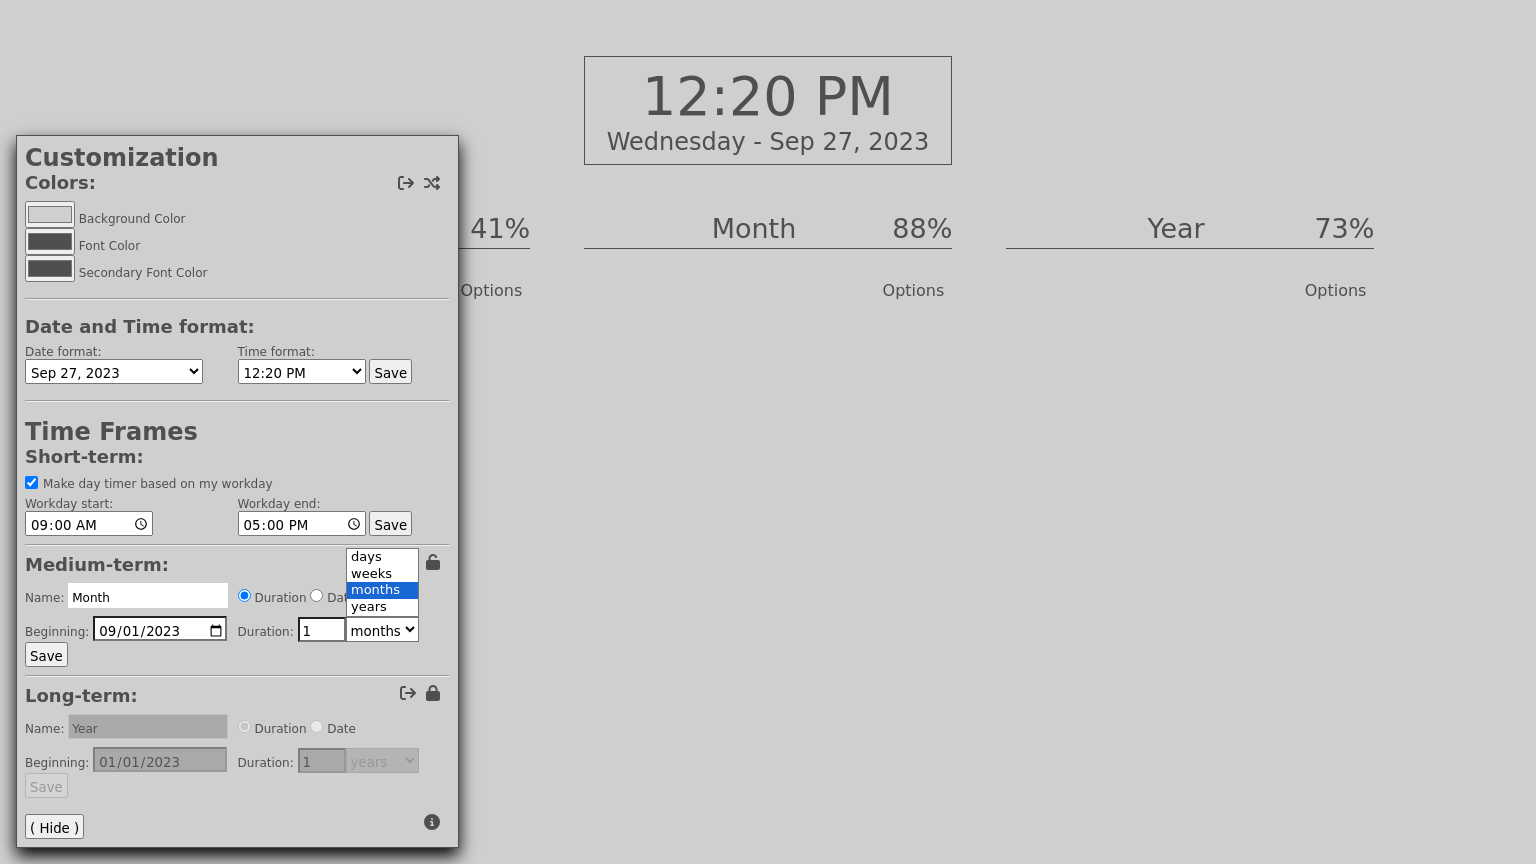 12:20 PM
Wednesday - Sep 27, 2023
41%
Month 88%
Year 73%
Options
Options
Options
Customization
Colors:
Background Color
Font Color
Secondary Font Color
Date and Time format:
Date format: Time format:
Sep 27, 2023 12:20 PM Save
Time Frames
Short-term:
Make day timer based on my workday
Workday start: Workday end:
09:00 AM 05:00 PM Save
Medium-term:
days
weeks
months
years
Name: Month Duration
Beginning: 09/01/2023 Duration: 1 months
Save
Long-term:
Name: Year Duration Date
Beginning: 01/01/2023 Duration: 1 years
Save
( Hide )